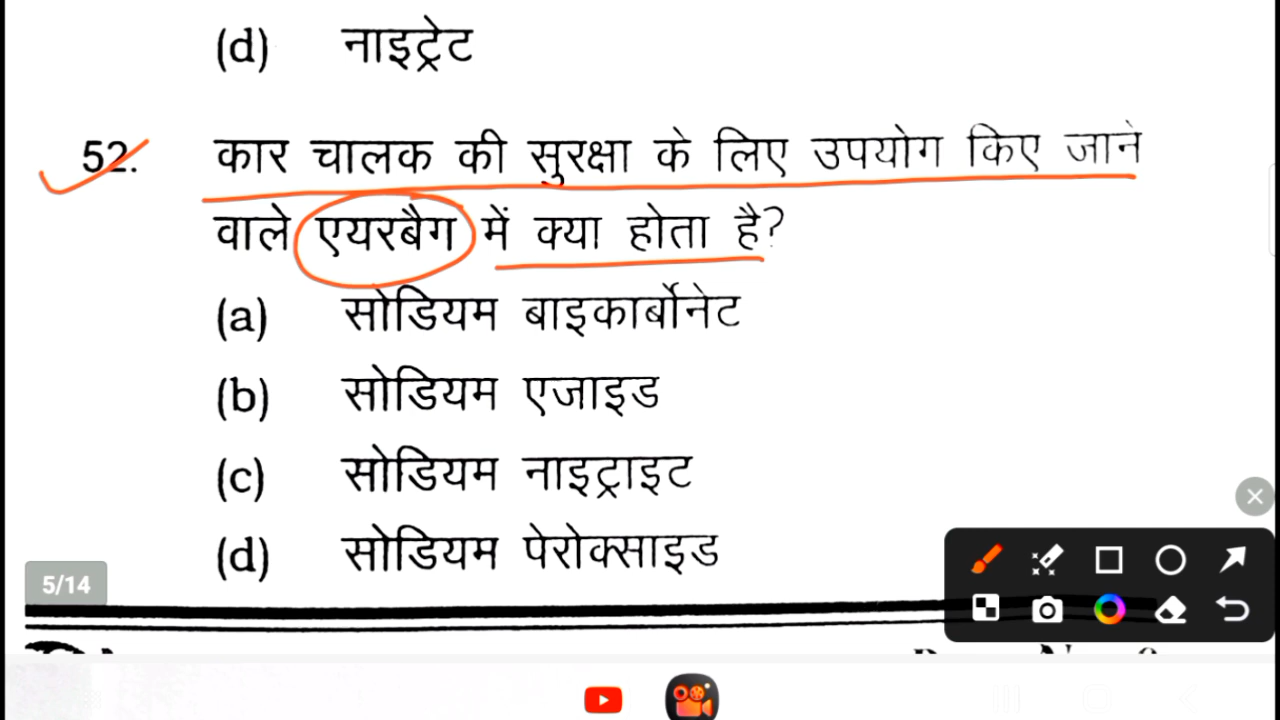 (d) नाइट्रेट
52. कार चालक की सुरक्षा के लिए उपयोग किए जाने
वाले एयरबैग में क्या होता है?
(a) सोडियम बाइकार्बोनेट
(b) सोडियम एजाइड
(c) सोडियम नाइट्राइट
(d) सोडियम पेरोक्साइड
5/14